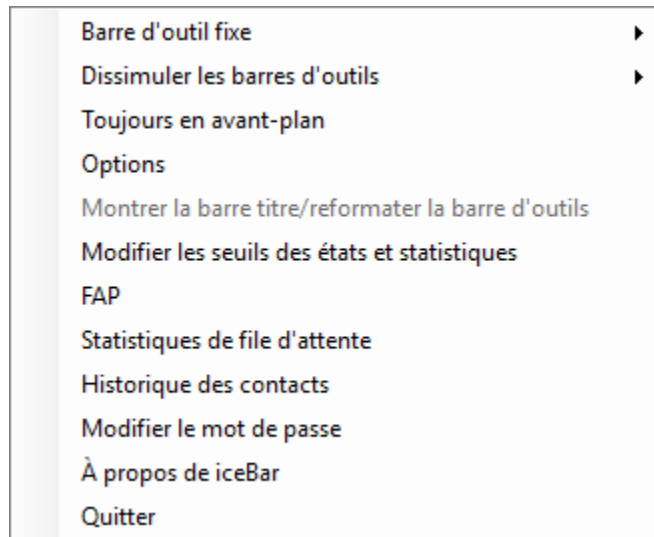 Barre d'outil fixe
Dissimuler les barres d'outils
Toujours en avant-plan
Options
Montrer la barre titre/reformater la barre d'outils
Modifier les seuils des états et statistiques
FAP
Statistiques de file d'attente
Historique des contacts
Modifier le mot de passe
À propos de iceBar
Quitter